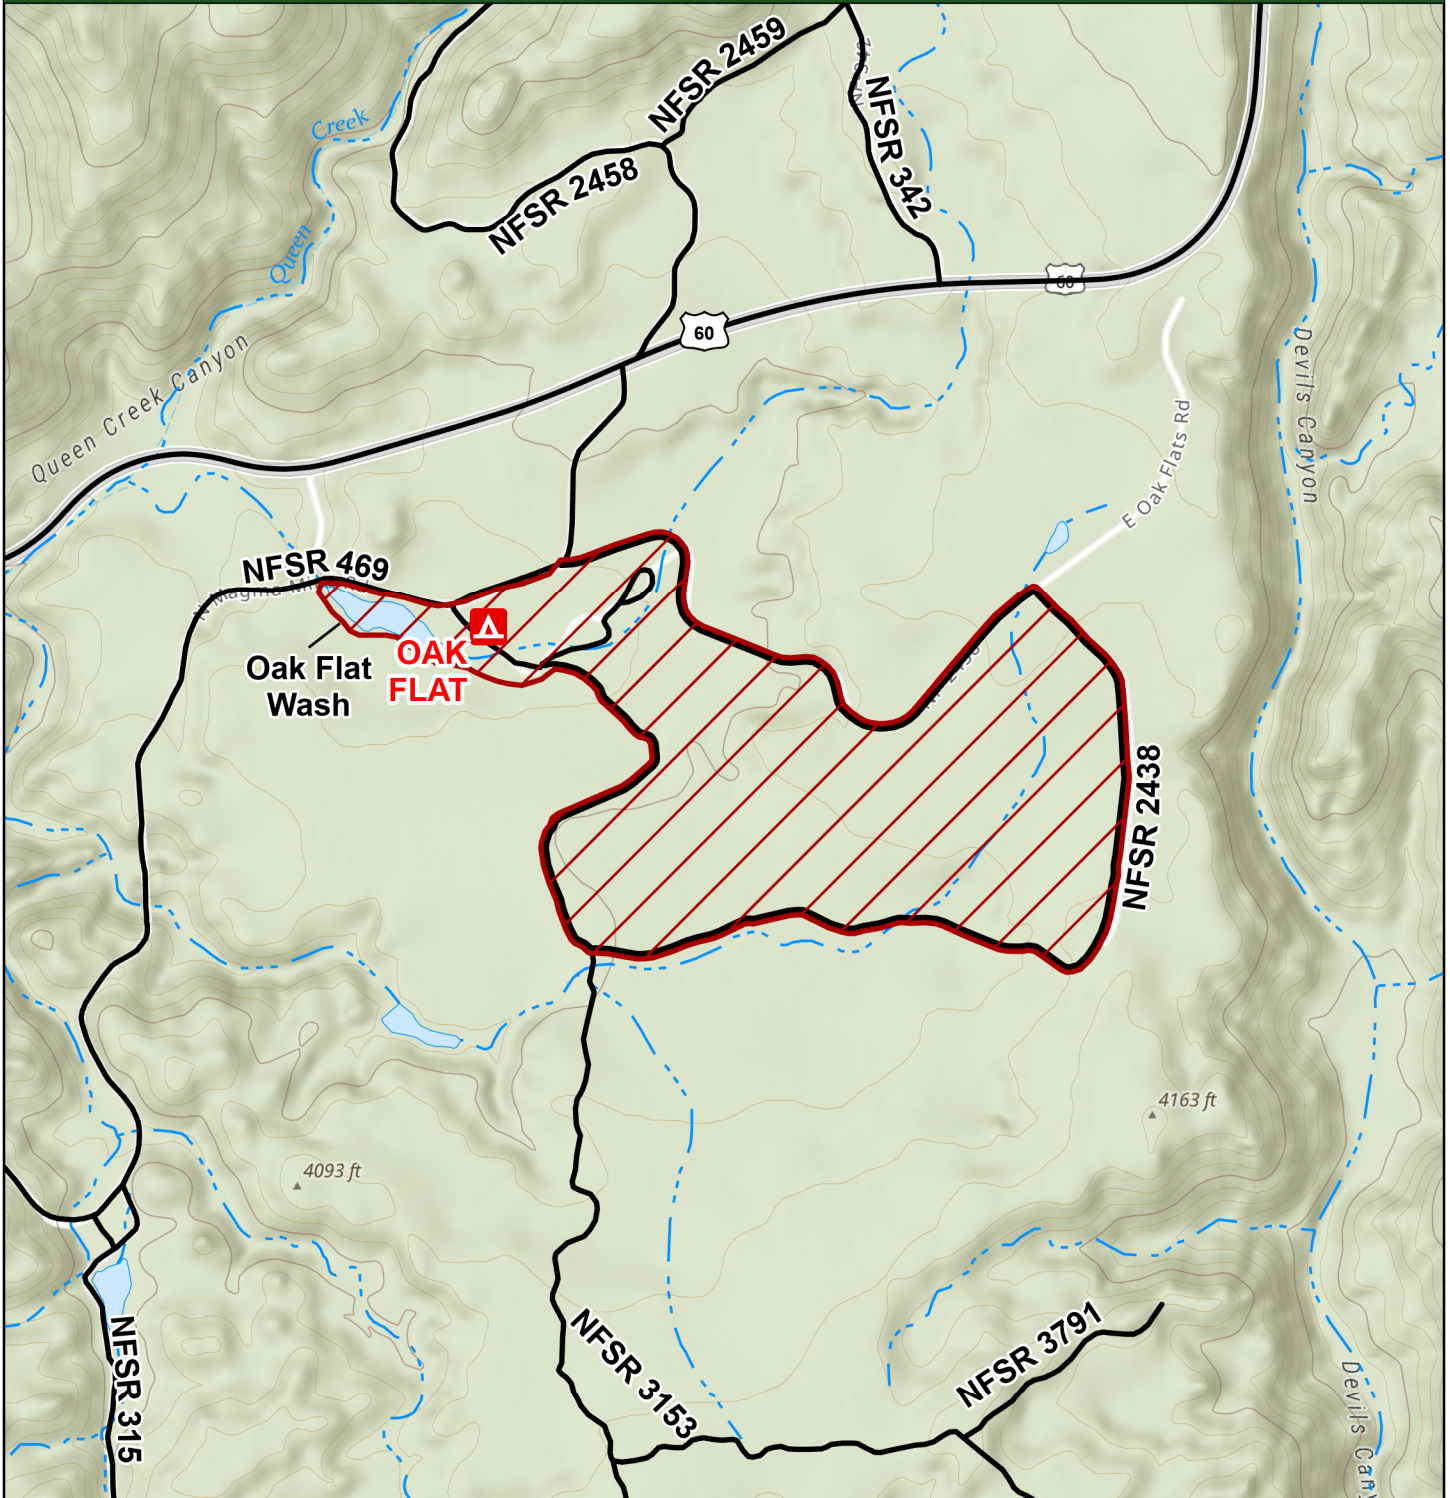 NFSR 2459
NFSR 342
Creek
NFSR 2458
Queen
60
60
Queen Creek Canyon
Devils Canyon
E Oak Flats Rd
NFSR 469
Oak Flat
Wash
OAK
FLAT
NFSR 2438
4163 ft
4093 ft
NFSR 315
NFSR 3153
NFSR 3791
Devils